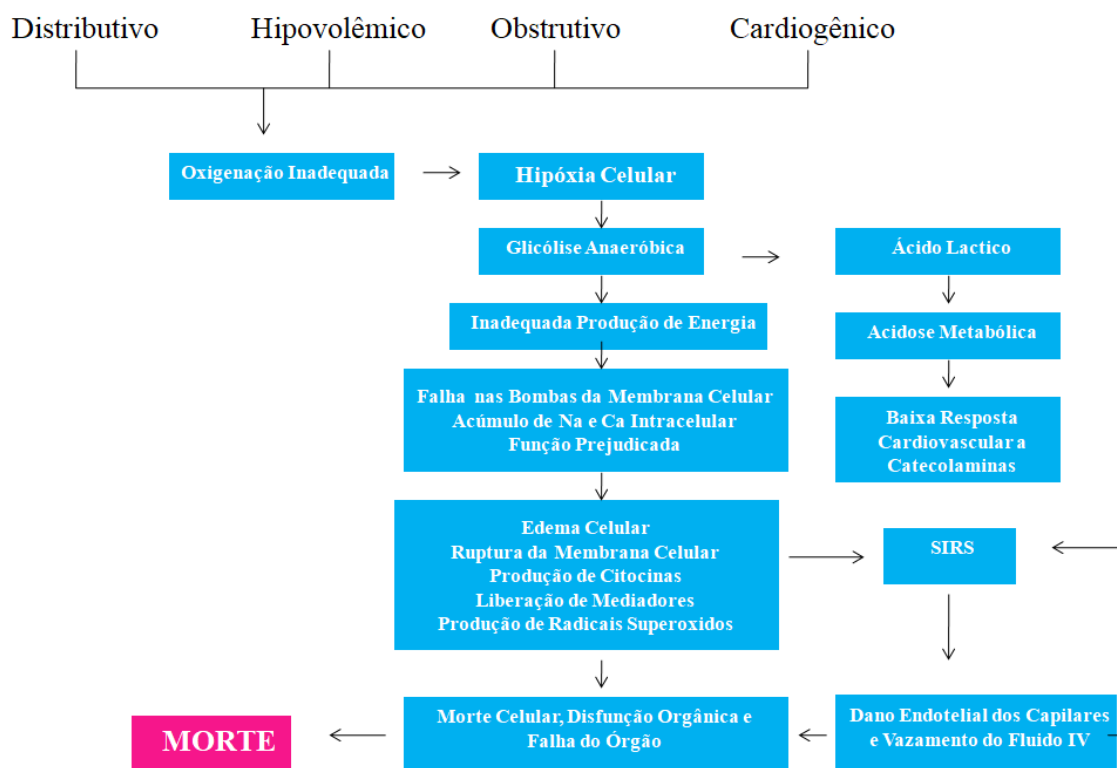 Distributivo
Hipovolêmico
Obstrutivo
Cardiogênico
Oxigenação Inadequada
Hipóxia Celular
Glicólise Anaeróbica
Ácido Lactico
Inadequada Produção de Energia
Acidose Metabólica
Falha nas Bombas da Membrana Celular
Acúmulo de Na e Ca Intracelular
Função Prejudicada
Baixa Resposta
Cardiovascular a
Catecolaminas
Edema Celular
Ruptura da Membrana Celular
Produção de Citocinas
Liberação de Mediadores
Produção de Radicais Superoxidos
SIRS
MORTE
Morte Celular, Disfunção Orgânica e
Falha do Órgão
Dano Endotelial dos Capilares
e Vazamento do Fluido IV